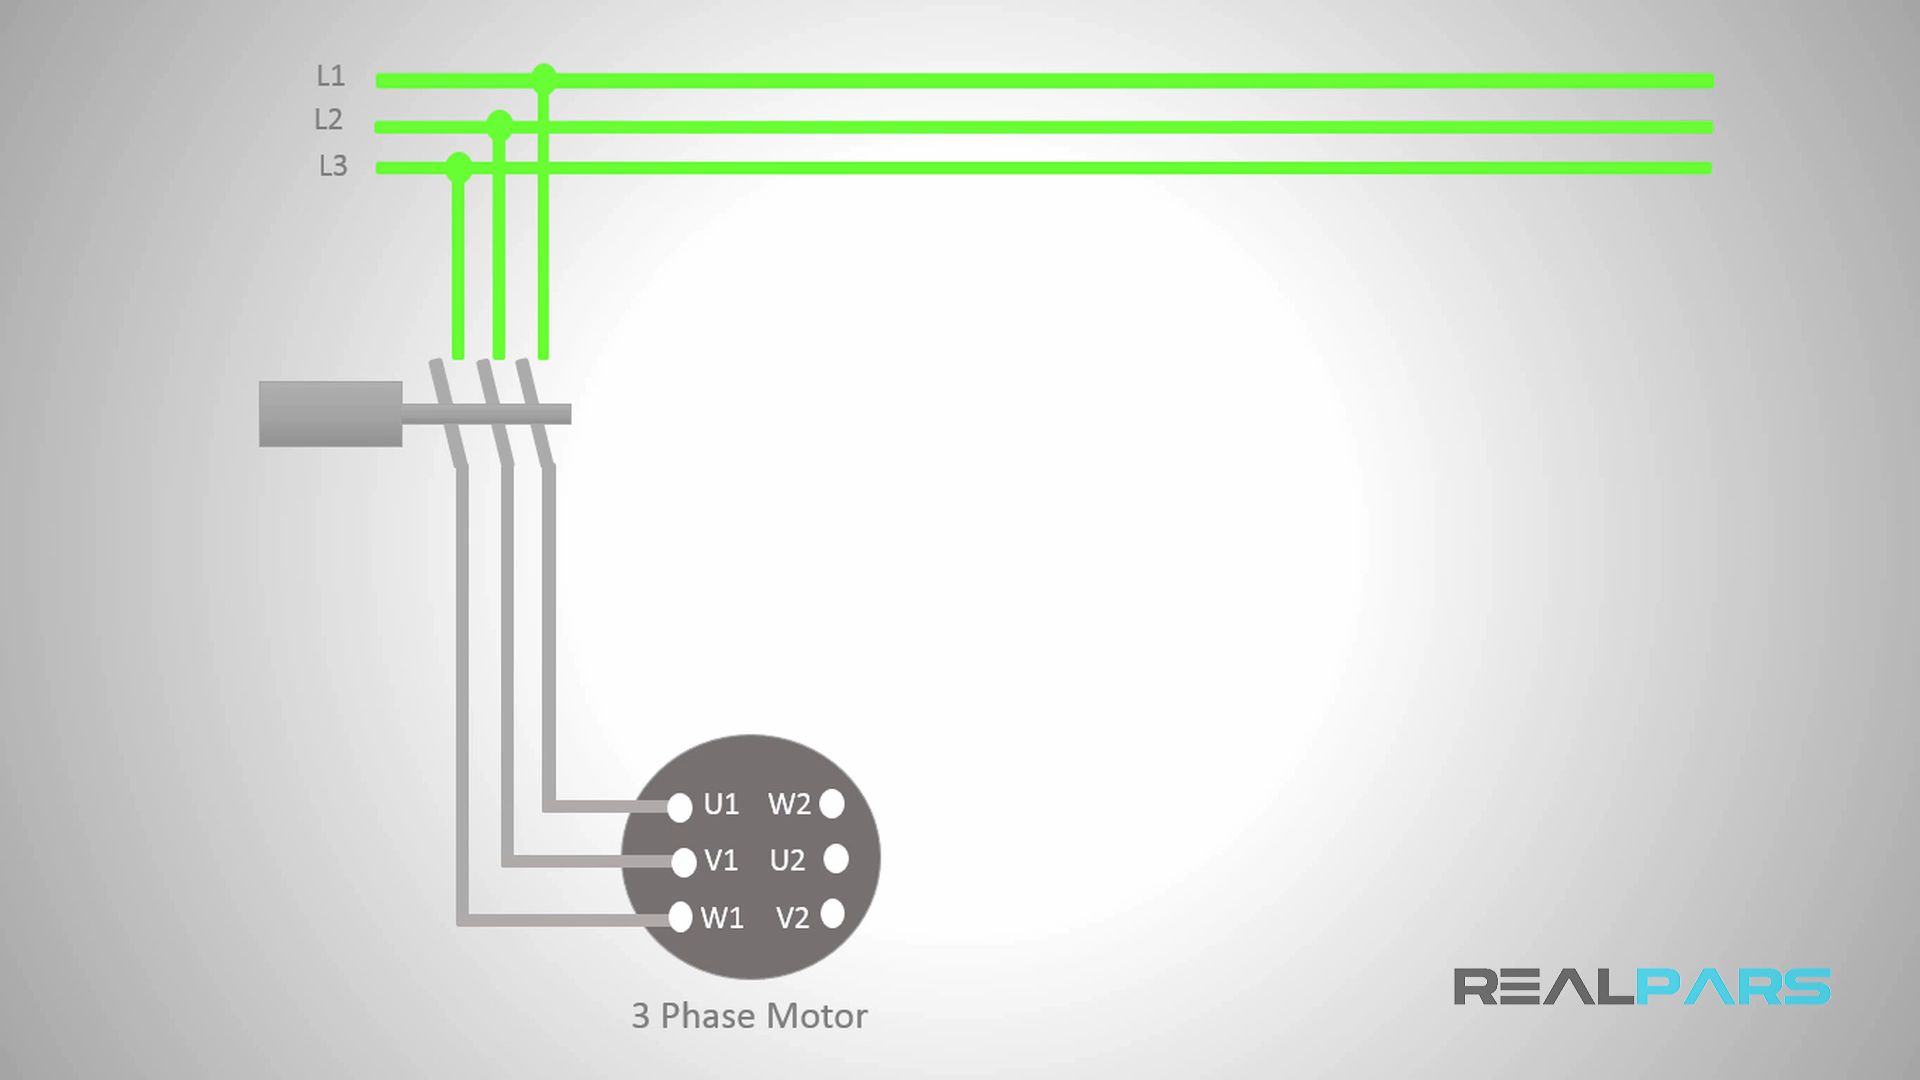 L1
L2
L3
U1 W2
V1 U2
W1 V2
3 Phase Motor
REALPARS